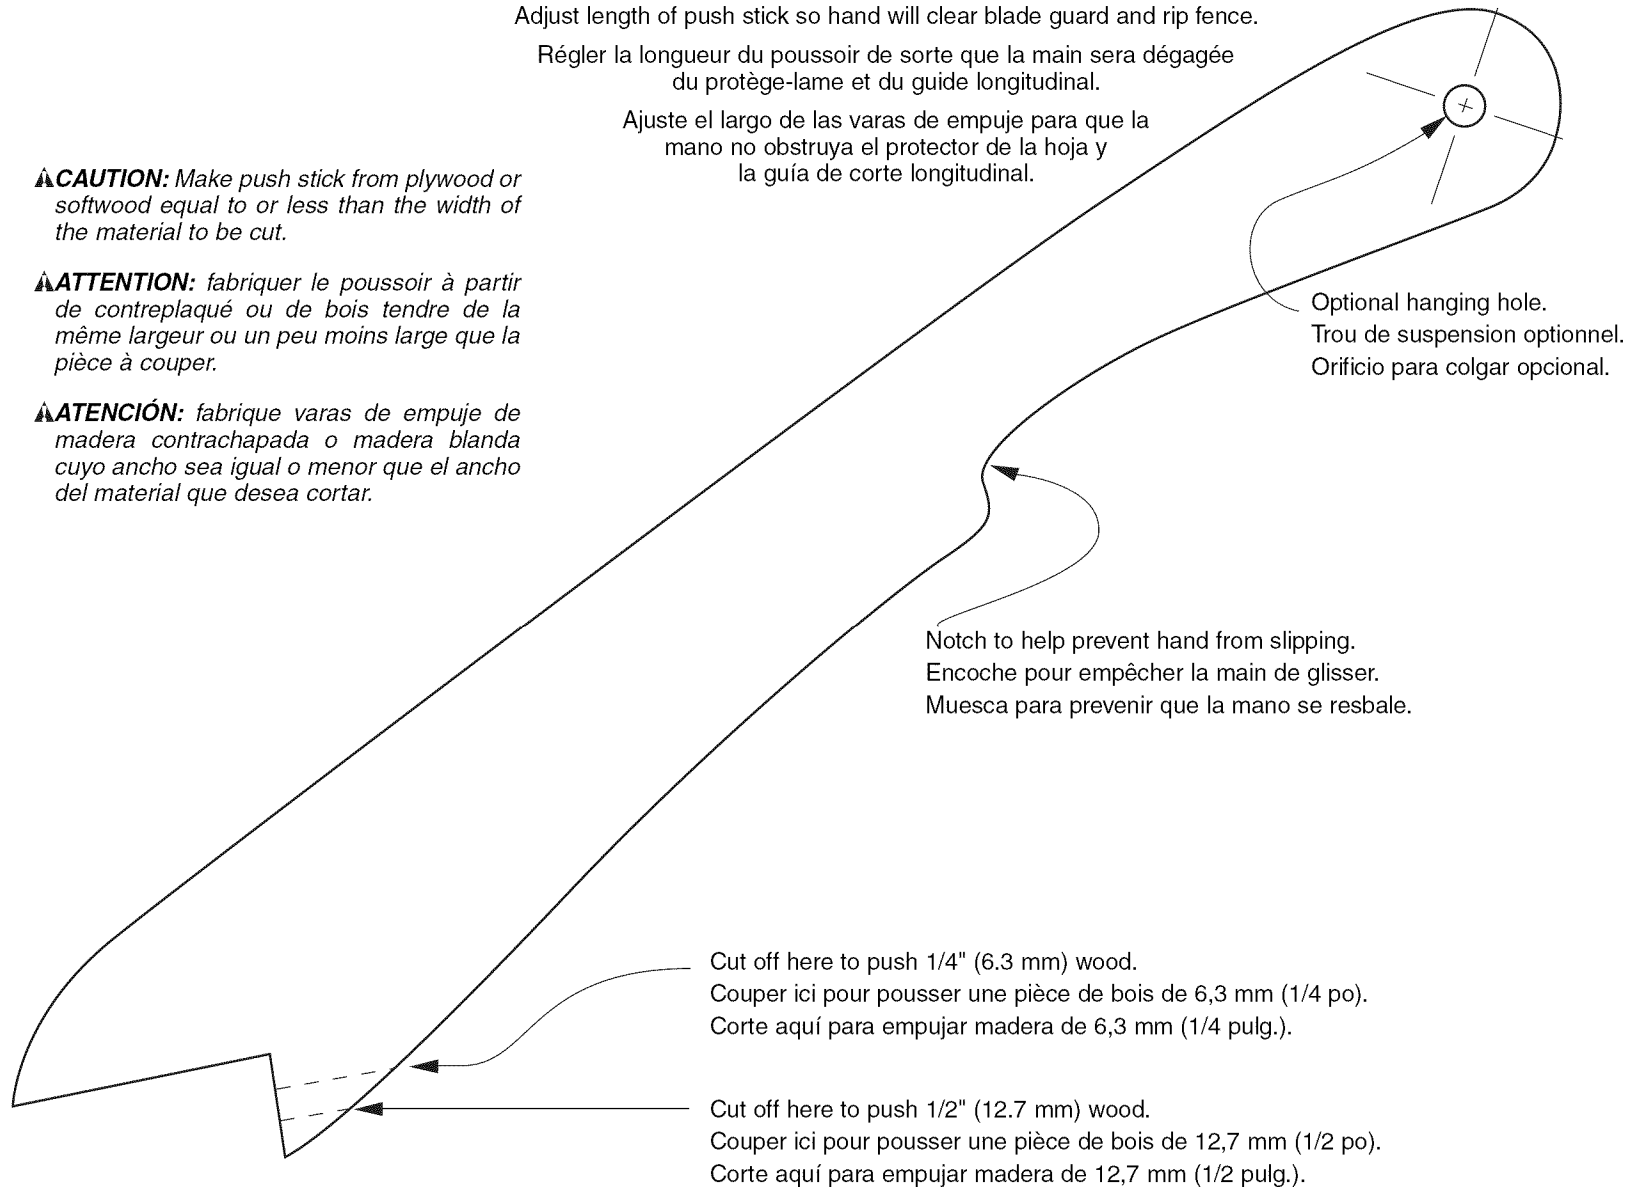 Adjust length of push stick so hand will clear blade guard and rip fence.
Régler la longueur du poussoir de sorte que la main sera dégagée
du protège-lame et du guide longitudinal.
Ajuste el largo de las varas de empuje para que la
mano no obstruya el protector de la hoja y
la guía de corte longitudinal.
CAUTION: Make push stick from plywood or
softwood equal to or less than the width of
the material to be cut.
ATTENTION: fabriquer le poussoir à partir
de contreplaqué ou de bois tendre de la
même largeur ou un peu moins large que la
pièce à couper.
ATENCIÓN: fabrique varas de empuje de
madera contrachapada o madera blanda
cuyo ancho sea igual o menor que el ancho
del material que desea cortar.
Optional hanging hole.
Trou de suspension optionnel.
Orificio para colgar opcional.
Notch to help prevent hand from slipping.
Encoche pour empêcher la main de glisser.
Muesca para prevenir que la mano se resbale.
Cut off here to push 1/4" (6.3 mm) wood.
Couper ici pour pousser une pièce de bois de 6,3 mm (1/4 po).
Corte aquí para empujar madera de 6,3 mm (1/4 pulg.).
Cut off here to push 1/2" (12.7 mm) wood.
Couper ici pour pousser une pièce de bois de 12,7 mm (1/2 po).
Corte aquí para empujar madera de 12,7 mm (1/2 pulg.).